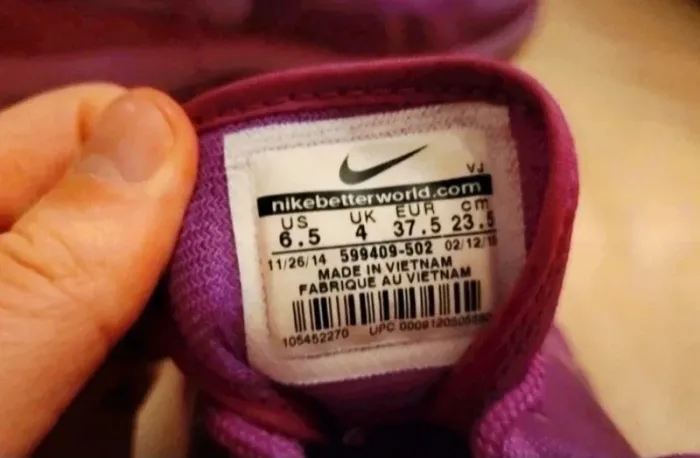 VJ
nikebetterworld.com
US UK EUR cm
6.5 4 37.5 23.5
11/26/14 599409-502
MADE IN VIETNAM
FABRIQUE AU VIETNAM
105452270 UPC